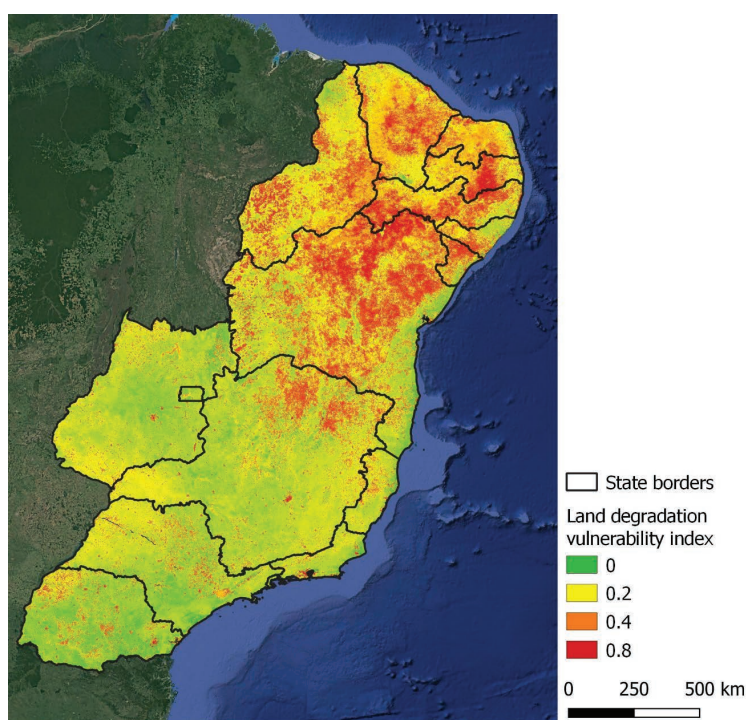 State borders
Land degradation
vulnerability index
0
0.2
0.4
0.8
0 250 500 km